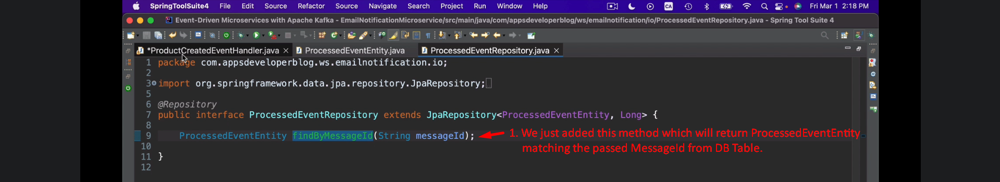 SpringToolSuite4 File Edit Source Refactor Source Navigate Search Project Run Window Help CA Fri Mar 1 2:18 PM
Event-Driven Microservices with Apache Kafka - EmailNotificationMicroservice/src/main/java/com/appsdeveloperblog/ws/emailnotification/io/ProcessedEventRepository.java - Spring Tool Suite 4
*ProductCreatedEventHandler.java ProcessedEventEntity.java ProcessedEventRepository.java
1 package com.appsdeveloperblog.ws.emailnotification.io;
2
3 import org.springframework.data.jpa.repository.JpaRepository;
5
6 @Repository
7 public interface ProcessedEventRepository extends JpaRepository<ProcessedEventEntity, Long> {
8
9 ProcessedEventEntity findByMessageId(String messageId); 1. We just added this method which will return ProcessedEventEntity
10 matching the passed MessageId from DB Table.
11 }
12